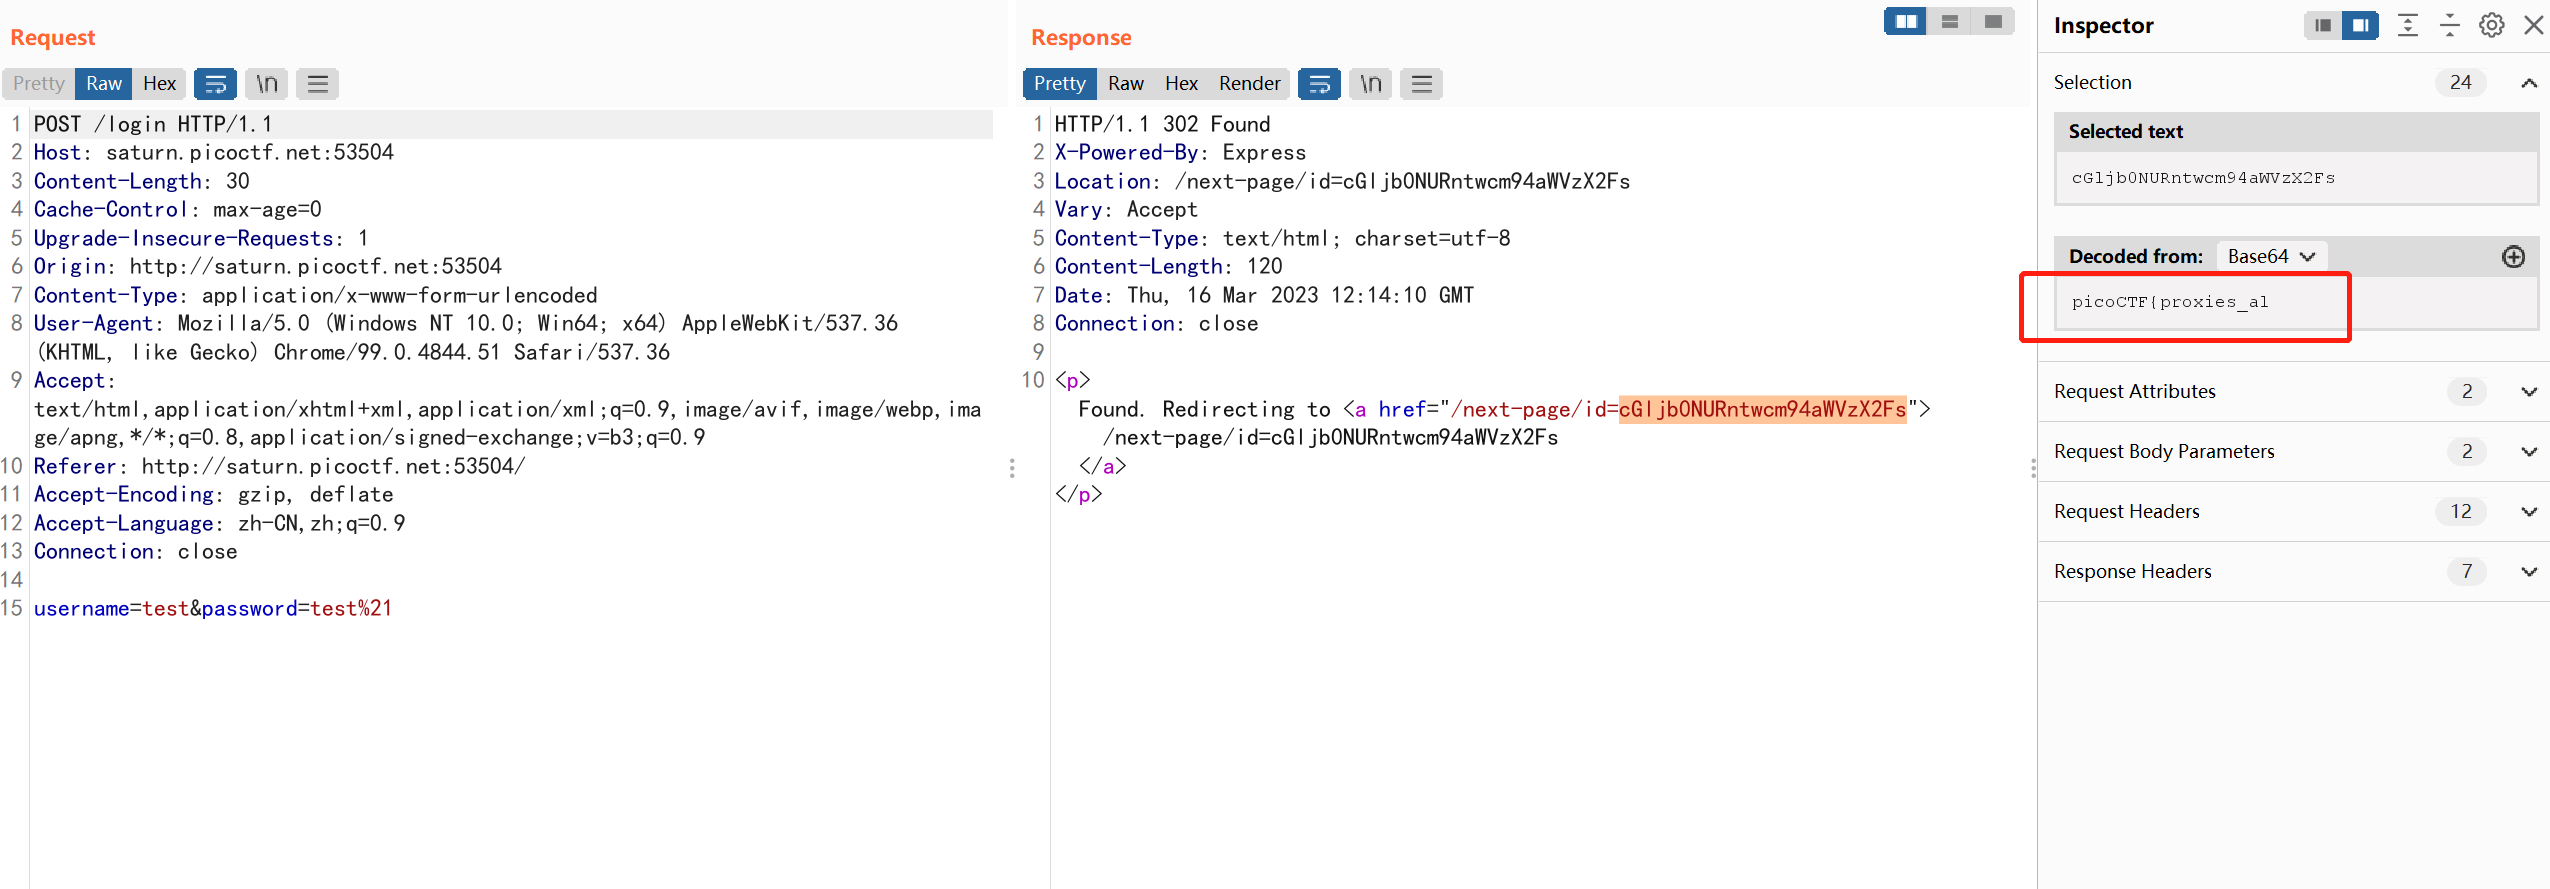 Request
Pretty Raw Hex \n
1 POST /login HTTP/1.1
2 Host: saturn.picoctf.net:53504
3 Content-Length: 30
4 Cache-Control: max-age=0
5 Upgrade-Insecure-Requests: 1
6 Origin: http://saturn.picoctf.net:53504
7 Content-Type: application/x-www-form-urlencoded
8 User-Agent: Mozilla/5.0 (Windows NT 10.0; Win64; x64) AppleWebKit/537.36
(KHTML, like Gecko) Chrome/99.0.4844.51 Safari/537.36
9 Accept:
text/html,application/xhtml+xml,application/xml;q=0.9,image/avif,image/webp,ima
ge/apng,*/*;q=0.8,application/signed-exchange;v=b3;q=0.9
10 Referer: http://saturn.picoctf.net:53504/
11 Accept-Encoding: gzip, deflate
12 Accept-Language: zh-CN,zh;q=0.9
13 Connection: close
14
15 username=test&password=test%21
Response
Pretty Raw Hex Render \n
1 HTTP/1.1 302 Found
2 X-Powered-By: Express
3 Location: /next-page/id=cGljb0NURntwcm94aWVzX2Fs
4 Vary: Accept
5 Content-Type: text/html; charset=utf-8
6 Content-Length: 120
7 Date: Thu, 16 Mar 2023 12:14:10 GMT
8 Connection: close
9
10 <p>
Found. Redirecting to <a href="/next-page/id=cGljb0NURntwcm94aWVzX2Fs">
/next-page/id=cGljb0NURntwcm94aWVzX2Fs
</a>
</p>
Inspector
Selection 24
Selected text
cGljb0NURntwcm94aWVzX2Fs
Decoded from: Base64
picoCTF{proxies_al
Request Attributes 2
Request Body Parameters 2
Request Headers 12
Response Headers 7